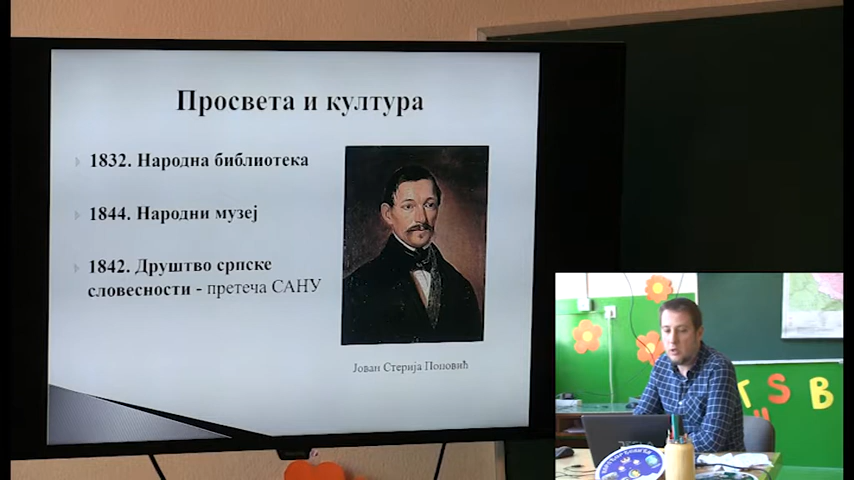 Просвета и култура
1832. Народна библиотека
1844. Народни музеј
1842. Друштво српске
словесности - претеча САНУ
Јован Стерија Поповић
T S B